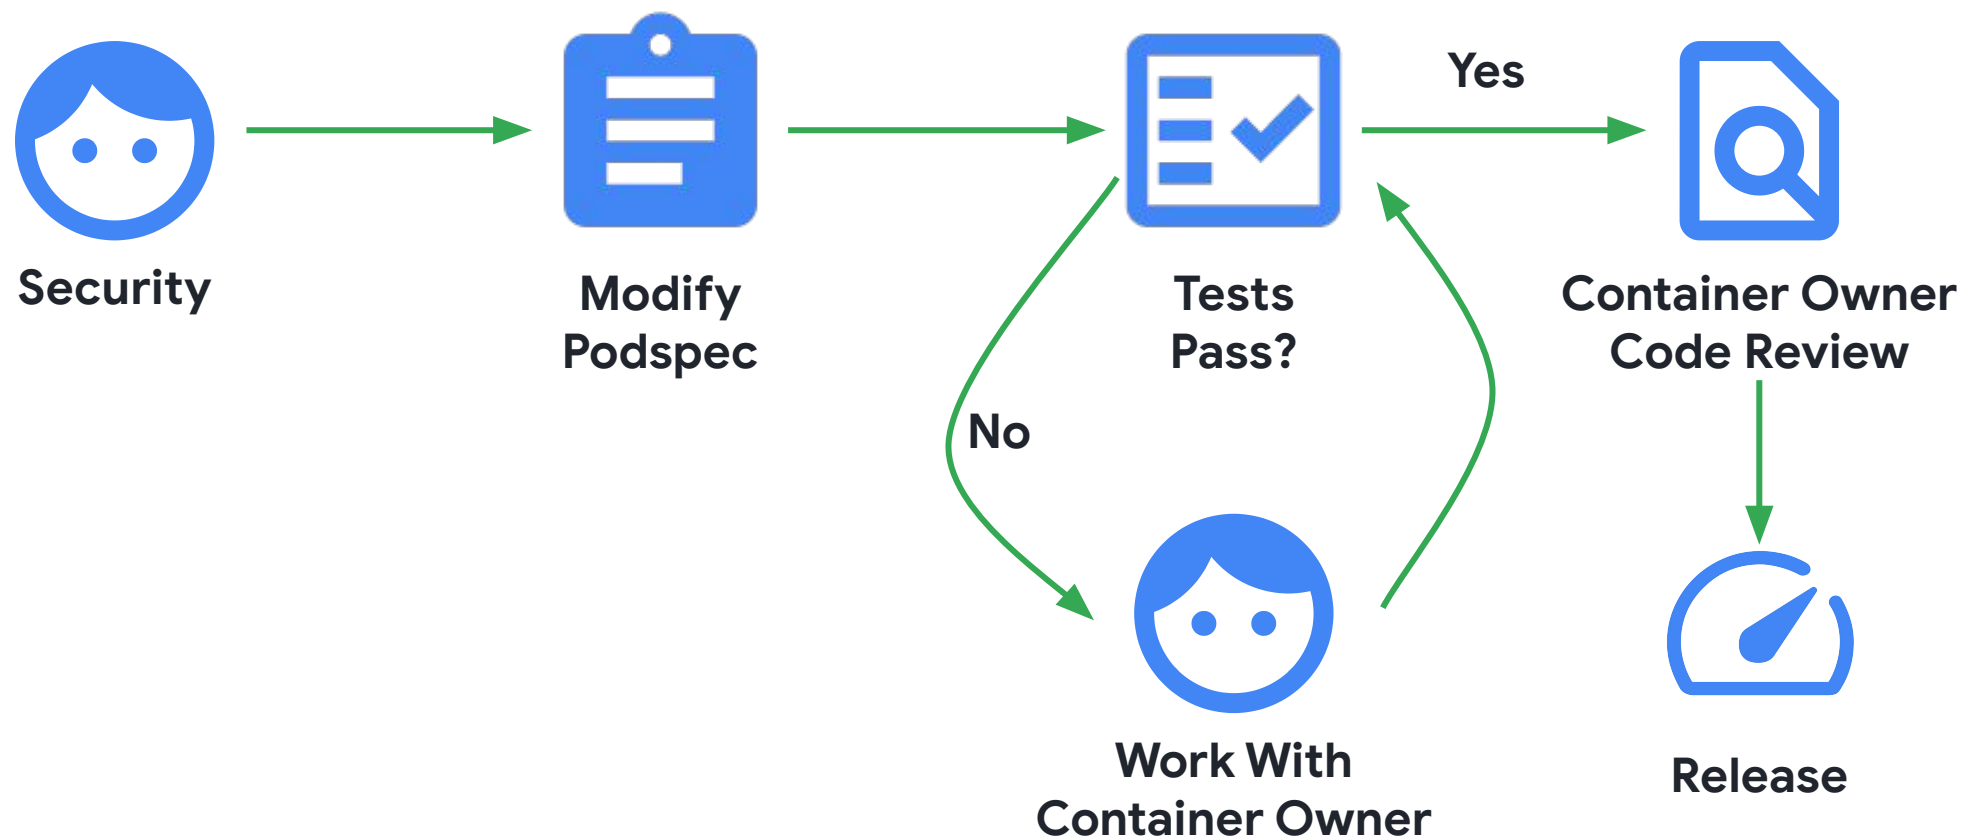 Security
Modify
Podspec
Tests
Pass?
Yes
No
Container Owner
Code Review
Work With
Container Owner
Release